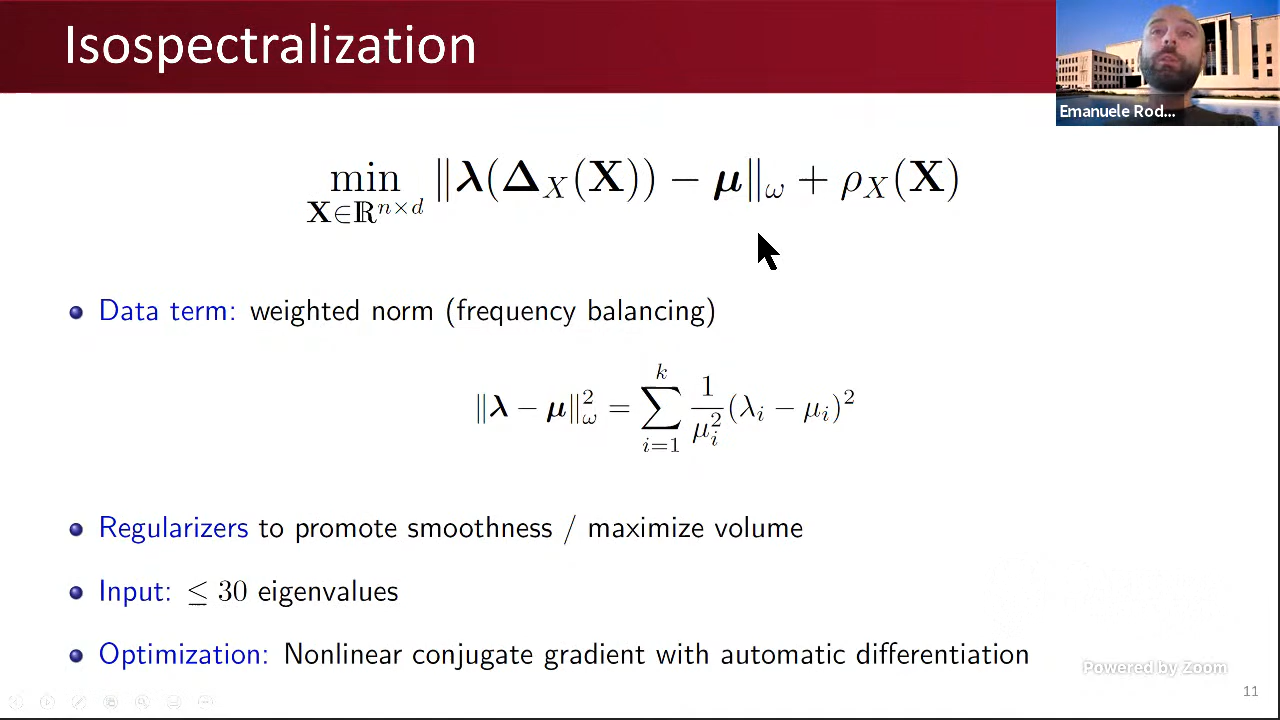 Isospectralization
Emanuele Rod...
min_{X∈ℝ^{n×d}} ‖λ(Δ_X(X)) − μ‖_ω + ρ_X(X)
Data term: weighted norm (frequency balancing)
‖λ − μ‖²_ω = ∑_{i=1}^{k} 1/μ_i² (λ_i − μ_i)²
Regularizers to promote smoothness / maximize volume
Input: ≤ 30 eigenvalues
Optimization: Nonlinear conjugate gradient with automatic differentiation
Powered by Zoom
11